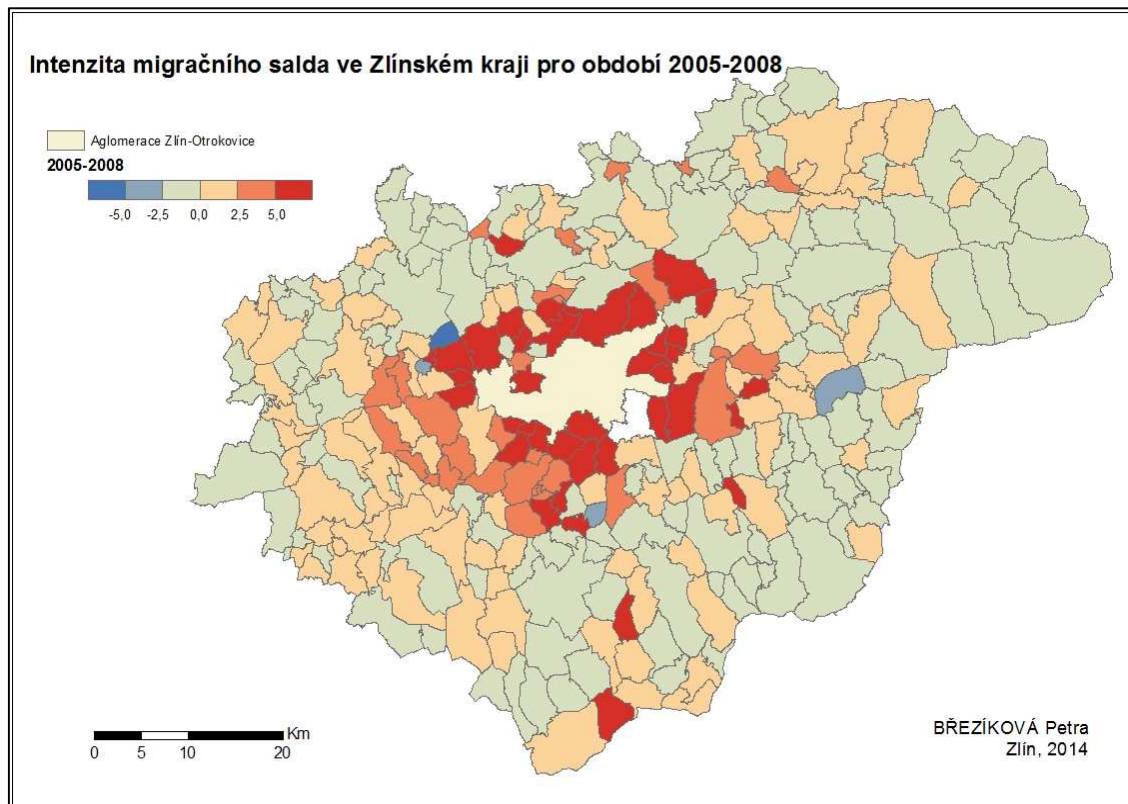 Intenzita migračního salda ve Zlínském kraji pro období 2005-2008
Aglomerace Zlín-Otrokovice
2005-2008
-5,0 -2,5 0,0 2,5 5,0
Km
0 5 10 20
BŘEZÍKOVÁ Petra
Zlín, 2014